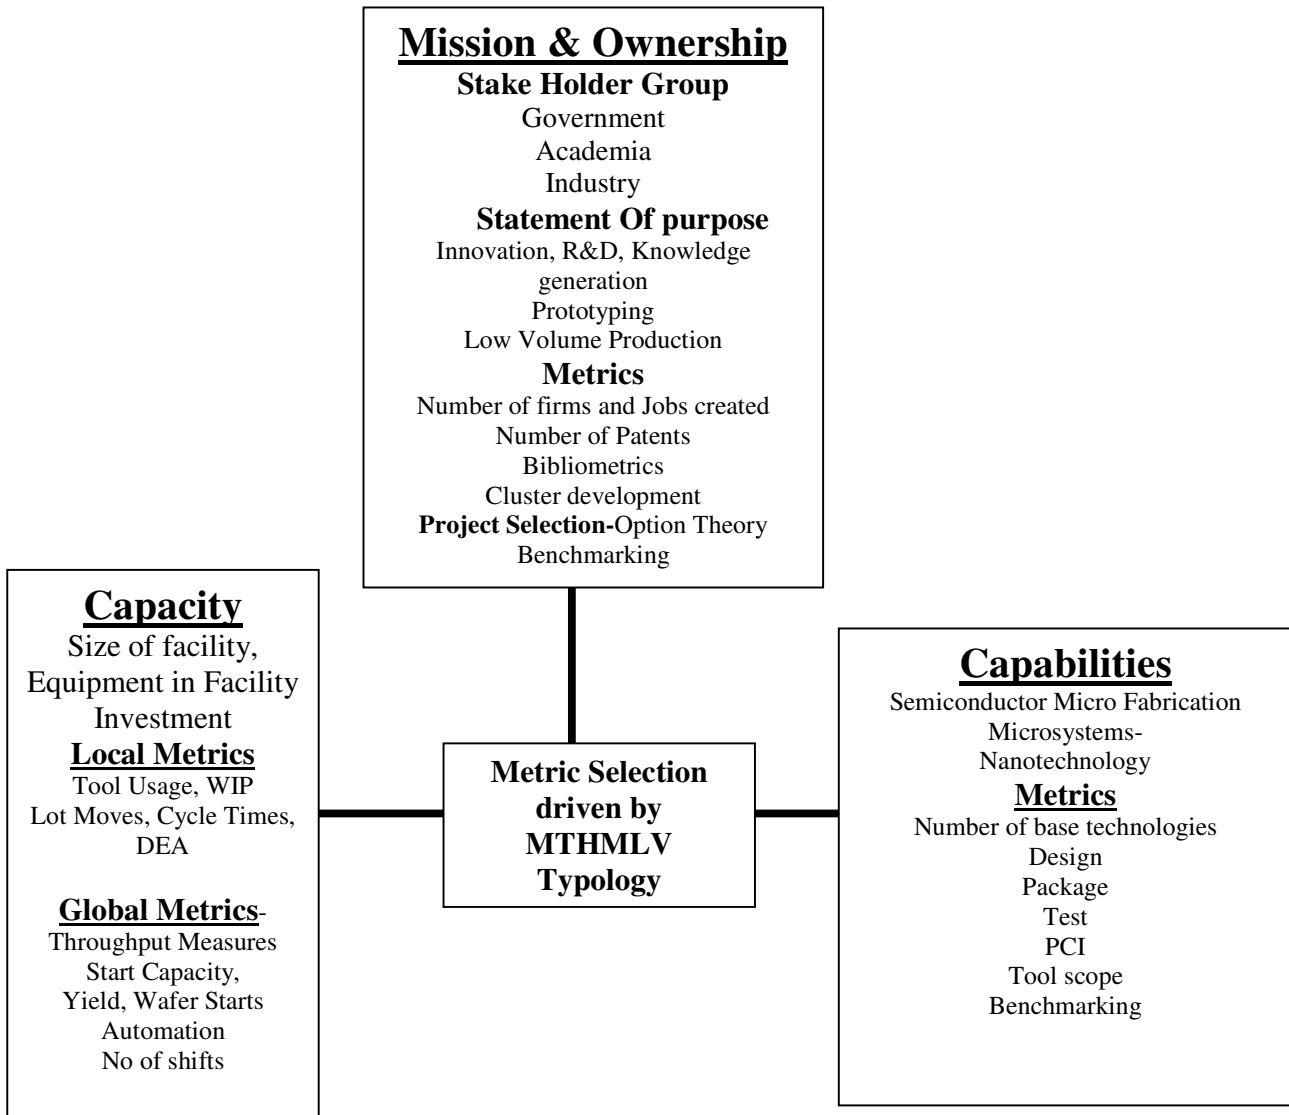 Mission & Ownership
Stake Holder Group
Government
Academia
Industry
Statement Of purpose
Innovation, R&D, Knowledge
generation
Prototyping
Low Volume Production
Metrics
Number of firms and Jobs created
Number of Patents
Bibliometrics
Cluster development
Project Selection-Option Theory
Benchmarking
Capacity
Size of facility,
Equipment in Facility
Investment
Local Metrics
Tool Usage, WIP
Lot Moves, Cycle Times,
DEA
Global Metrics-
Throughput Measures
Start Capacity,
Yield, Wafer Starts
Automation
No of shifts
Metric Selection
driven by
MTHMLV
Typology
Capabilities
Semiconductor Micro Fabrication
Microsystems-
Nanotechnology
Metrics
Number of base technologies
Design
Package
Test
PCI
Tool scope
Benchmarking